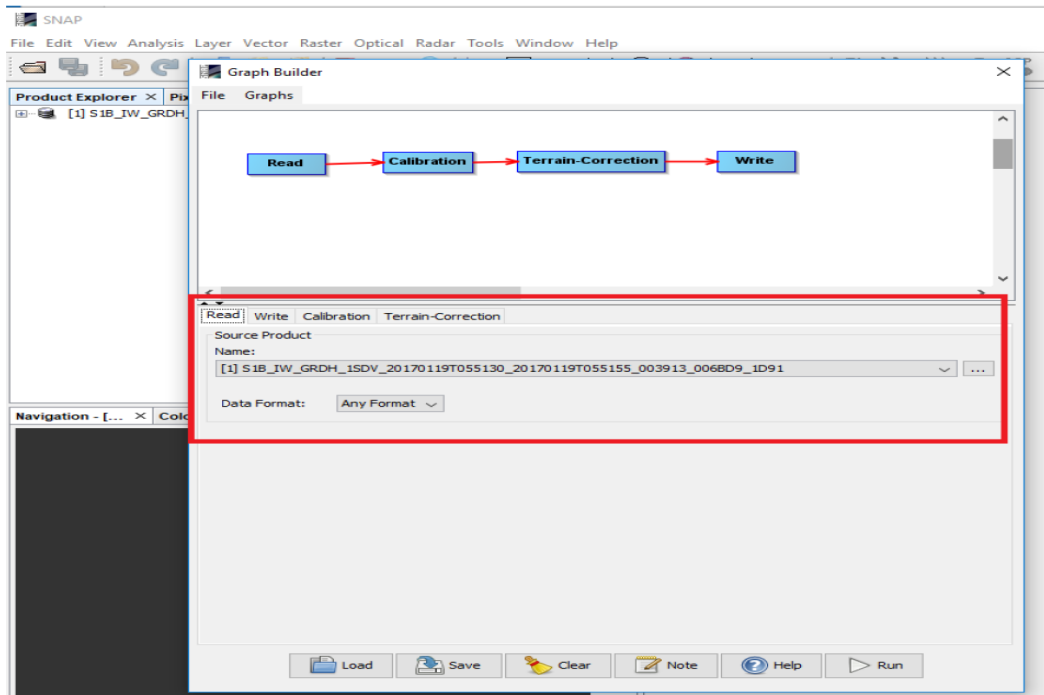 SNAP
File Edit View Analysis Layer Vector Raster Optical Radar Tools Window Help
Graph Builder
Product Explorer × Pix
File Graphs
[1] S1B_IW_GRDH_
Read Calibration Terrain-Correction Write
Read Write Calibration Terrain-Correction
Source Product
Name:
[1] S1B_IW_GRDH_1SDV_20170119T055130_20170119T055155_003913_006BD9_1D91 ...
Data Format: Any Format
Navigation - [... × Colo
Load Save Clear Note Help Run